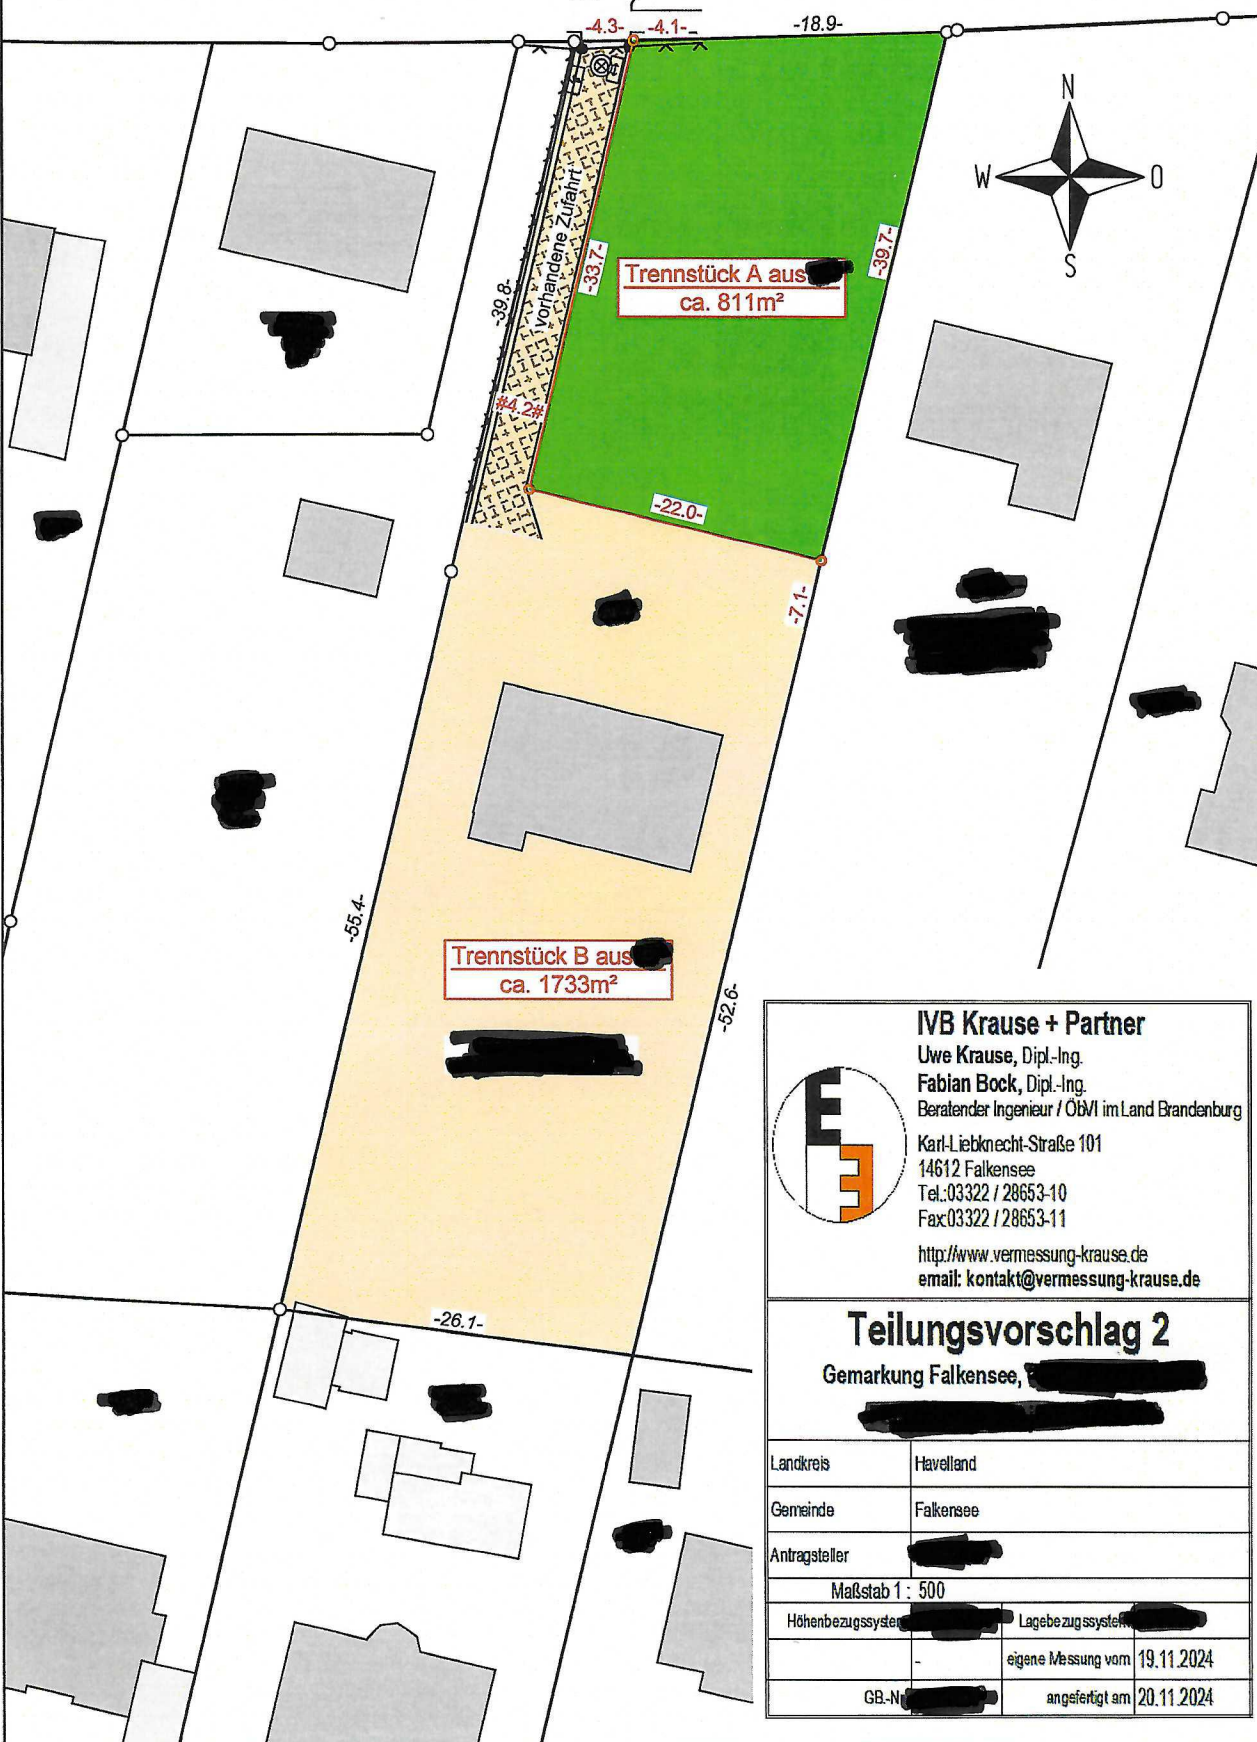 -4.3-
-4.1-
-18.9-
N
W
O
S
vorhandene Zufahrt
-39.8-
-33.7-
-39.7-
Trennstück A aus
ca. 811m²
#4.2#
-22.0-
-7.1-
-55.4-
Trennstück B aus
ca. 1733m²
-52.6-
-26.1-
IVB Krause + Partner
Uwe Krause, Dipl.-Ing.
Fabian Bock, Dipl.-Ing.
Beratender Ingenieur / ÖbVI im Land Brandenburg
Karl-Liebknecht-Straße 101
14612 Falkensee
Tel.:03322 / 28653-10
Fax:03322 / 28653-11
http://www.vermessung-krause.de
email: kontakt@vermessung-krause.de
Teilungsvorschlag 2
Gemarkung Falkensee,
Landkreis Havelland
Gemeinde Falkensee
Antragsteller
Maßstab 1 : 500
Höhenbezugssystem Lagebezugssystem
- eigene Messung vom 19.11.2024
GB.-N angefertigt am 20.11.2024